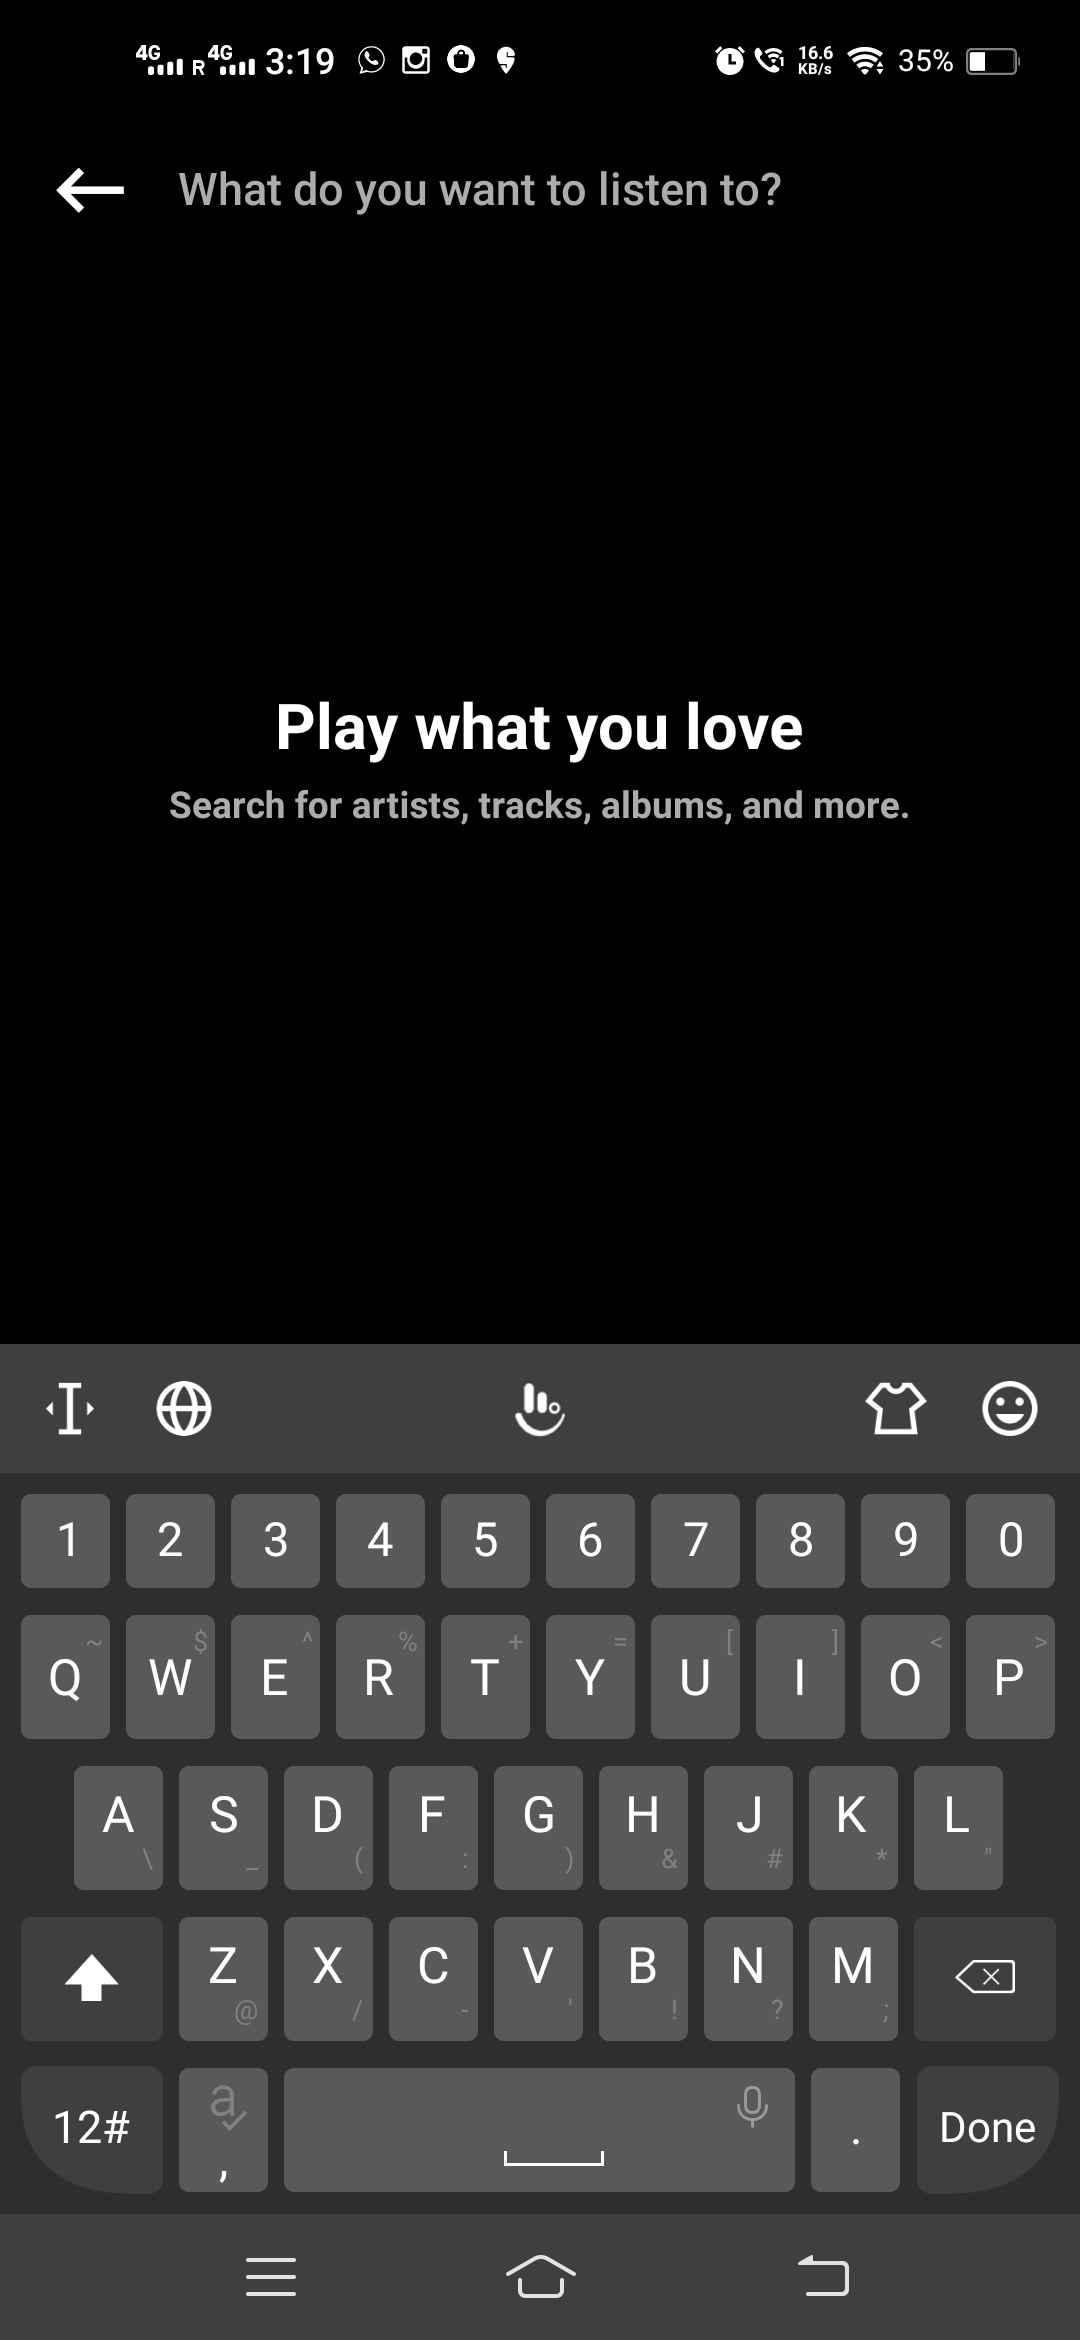 4G R 4G 3:19 16.6 KB/s 35%
What do you want to listen to?
Play what you love
Search for artists, tracks, albums, and more.
1 2 3 4 5 6 7 8 9 0
~ $ ^ % + = [ ] < >
Q W E R T Y U I O P
A S D F G H J K L
\ _ ( : ) & # * "
Z X C V B N M
@ / - ' ! ? ;
12# a , . Done